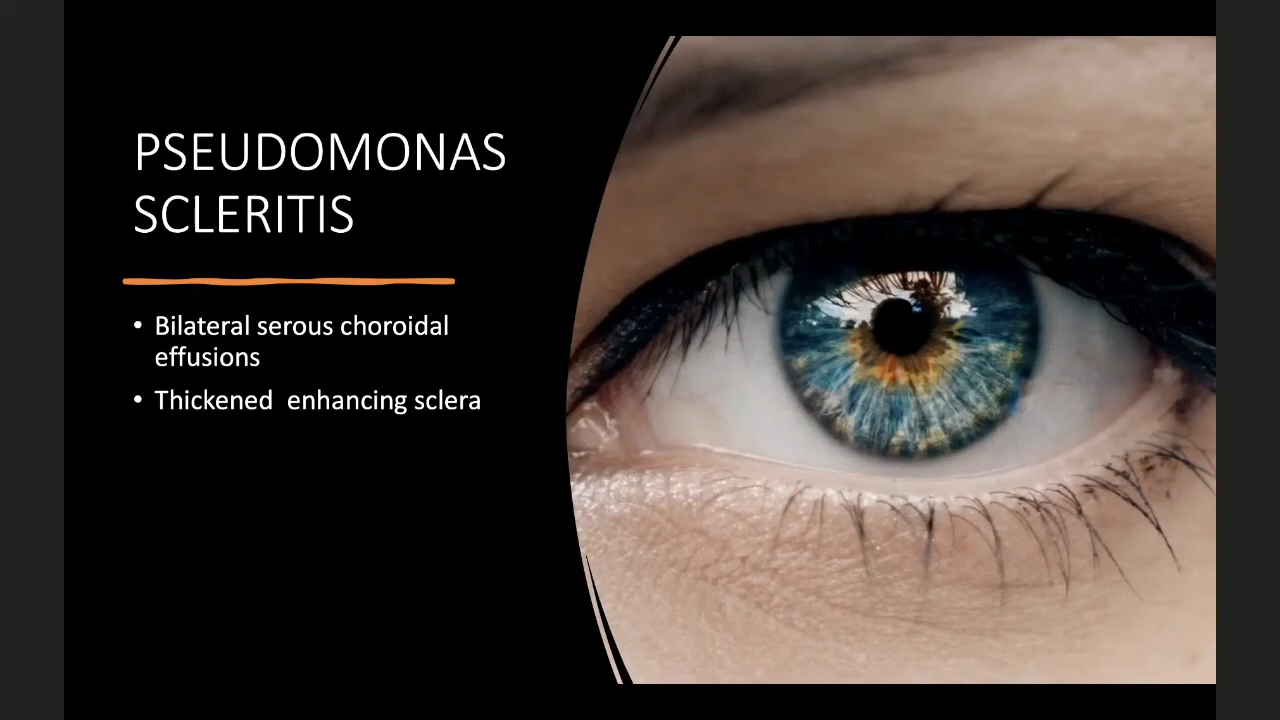 PSEUDOMONAS
SCLERITIS
• Bilateral serous choroidal
effusions
• Thickened  enhancing sclera